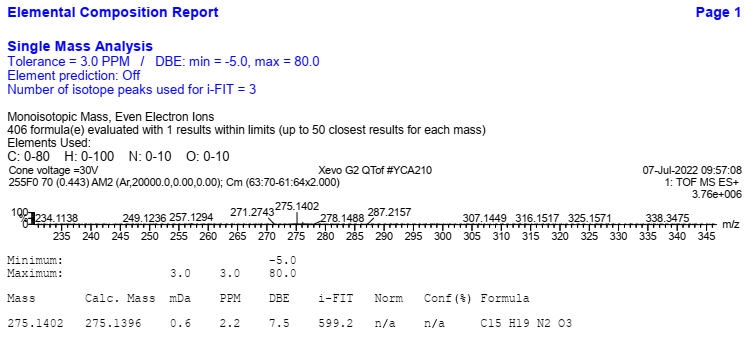 Elemental Composition Report Page 1
Single Mass Analysis
Tolerance = 3.0 PPM / DBE: min = -5.0, max = 80.0
Element prediction: Off
Number of isotope peaks used for i-FIT = 3
Monoisotopic Mass, Even Electron Ions
406 formula(e) evaluated with 1 results within limits (up to 50 closest results for each mass)
Elements Used:
C: 0-80 H: 0-100 N: 0-10 O: 0-10
Cone voltage =30V Xevo G2 QTof #YCA210 07-Jul-2022 09:57:08
255F0 70 (0.443) AM2 (Ar,20000.0,0.00,0.00); Cm (63:70-61:64x2.000) 1: TOF MS ES+
3.76e+006
100
%
0
234.1138 249.1236 257.1294 271.2743 275.1402 278.1488 287.2157 307.1449 316.1517 325.1571 338.3475
m/z
235 240 245 250 255 260 265 270 275 280 285 290 295 300 305 310 315 320 325 330 335 340 345
Minimum: -5.0
Maximum: 3.0 3.0 80.0
Mass Calc. Mass mDa PPM DBE i-FIT Norm Conf(%) Formula
275.1402 275.1396 0.6 2.2 7.5 599.2 n/a n/a C15 H19 N2 O3